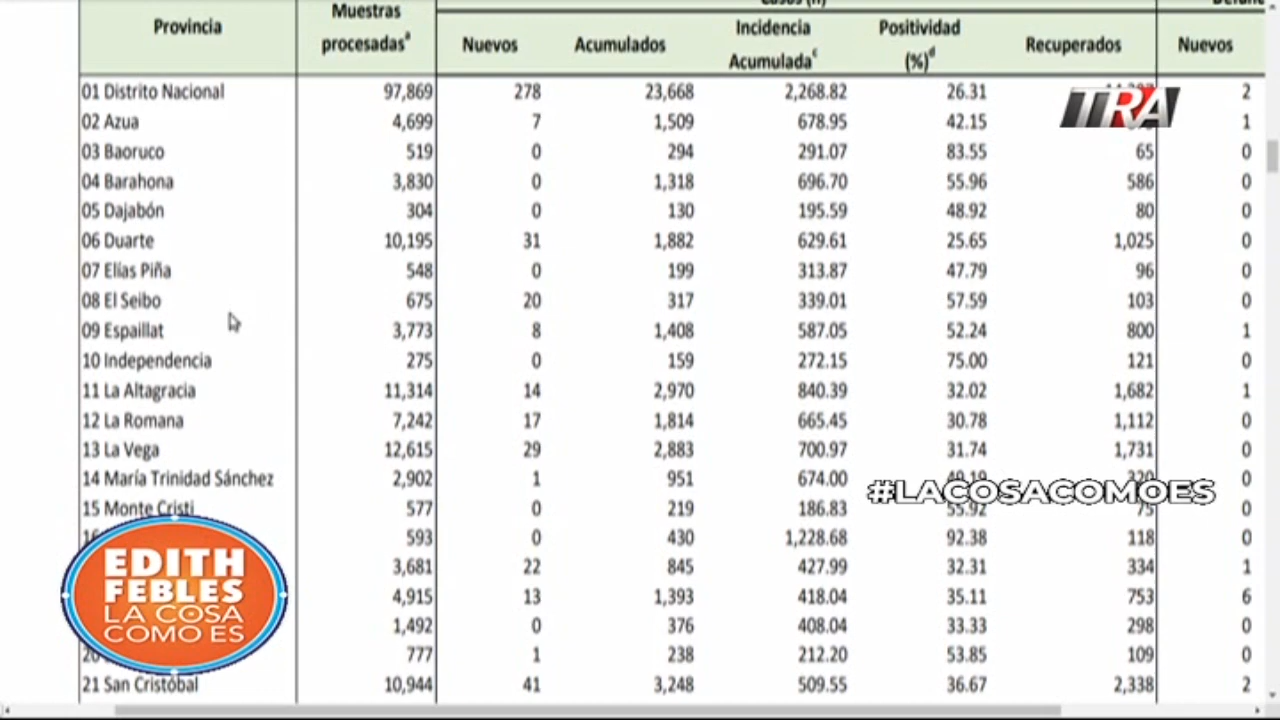 Provincia Muestras procesadasª Casos (n)
Nuevos Acumulados Incidencia Acumuladaᶜ Positividad (%)ᵈ Recuperados Nuevos
01 Distrito Nacional 97,869 278 23,668 2,268.82 26.31 2
TRA
02 Azua 4,699 7 1,509 678.95 42.15 1
03 Baoruco 519 0 294 291.07 83.55 65 0
04 Barahona 3,830 0 1,318 696.70 55.96 586 0
05 Dajabón 304 0 130 195.59 48.92 80 0
06 Duarte 10,195 31 1,882 629.61 25.65 1,025 0
07 Elías Piña 548 0 199 313.87 47.79 96 0
08 El Seibo 675 20 317 339.01 57.59 103 0
09 Espaillat 3,773 8 1,408 587.05 52.24 800 1
10 Independencia 275 0 159 272.15 75.00 121 0
11 La Altagracia 11,314 14 2,970 840.39 32.02 1,682 1
12 La Romana 7,242 17 1,814 665.45 30.78 1,112 0
13 La Vega 12,615 29 2,883 700.97 31.74 1,731 0
14 María Trinidad Sánchez 2,902 1 951 674.00 0
#LACOSACOMOES
15 Monte Cristi 577 0 219 186.83 55.92 75 0
593 0 430 1,228.68 92.38 118 0
3,681 22 845 427.99 32.31 334 1
4,915 13 1,393 418.04 35.11 753 6
1,492 0 376 408.04 33.33 298 0
20 777 1 238 212.20 53.85 109 0
21 San Cristóbal 10,944 41 3,248 509.55 36.67 2,338 2
EDITH
FEBLES
LA COSA
COMO ES